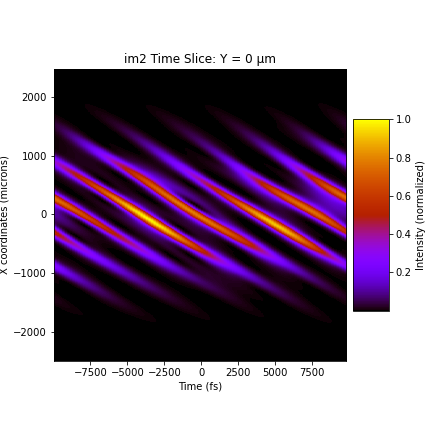 im2 Time Slice: Y = 0 μm
2000
1000
0
−1000
−2000
X coordinates (microns)
−7500 −5000 −2500 0 2500 5000 7500
Time (fs)
1.0
0.8
0.6
0.4
0.2
Intensity (normalized)